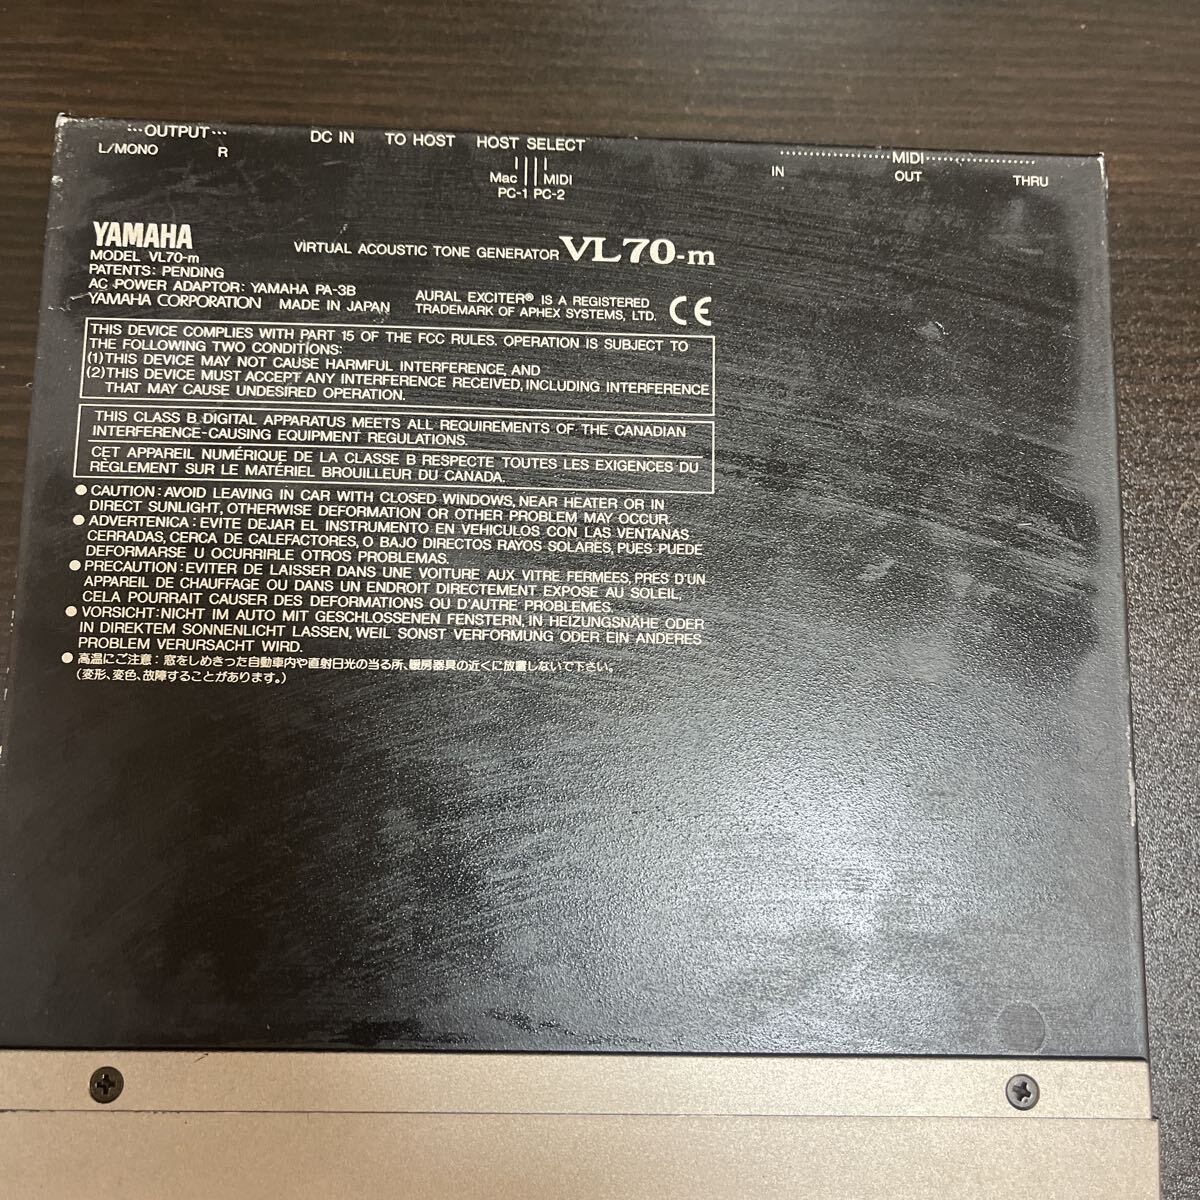 OUTPUT
L/MONO R
DC IN TO HOST HOST SELECT
Mac MIDI
PC-1 PC-2
MIDI
IN OUT THRU
YAMAHA
MODEL VL70-m
PATENTS: PENDING
AC POWER ADAPTOR: YAMAHA PA-3B
YAMAHA CORPORATION MADE IN JAPAN
VIRTUAL ACOUSTIC TONE GENERATOR VL70-m
AURAL EXCITER® IS A REGISTERED
TRADEMARK OF APHEX SYSTEMS, LTD.
CE
THIS DEVICE COMPLIES WITH PART 15 OF THE FCC RULES. OPERATION IS SUBJECT TO
THE FOLLOWING TWO CONDITIONS:
(1) THIS DEVICE MAY NOT CAUSE HARMFUL INTERFERENCE, AND
(2) THIS DEVICE MUST ACCEPT ANY INTERFERENCE RECEIVED, INCLUDING INTERFERENCE
THAT MAY CAUSE UNDESIRED OPERATION.
THIS CLASS B DIGITAL APPARATUS MEETS ALL REQUIREMENTS OF THE CANADIAN
INTERFERENCE-CAUSING EQUIPMENT REGULATIONS.
CET APPAREIL NUMÉRIQUE DE LA CLASSE B RESPECTE TOUTES LES EXIGENCES DU
RÈGLEMENT SUR LE MATÉRIEL BROUILLEUR DU CANADA.
● CAUTION: AVOID LEAVING IN CAR WITH CLOSED WINDOWS, NEAR HEATER OR IN
DIRECT SUNLIGHT, OTHERWISE DEFORMATION OR OTHER PROBLEM MAY OCCUR
● ADVERTENICA: EVITE DEJAR EL INSTRUMENTO EN VEHICULOS CON LAS VENTANAS
CERRADAS, CERCA DE CALEFACTORES, O BAJO DIRECTOS RAYOS SOLARES, PUES PUEDE
DEFORMARSE U OCURRIRLE OTROS PROBLEMAS.
● PRECAUTION: EVITER DE LAISSER DANS UNE VOITURE AUX VITRE FERMEES, PRES D'UN
APPAREIL DE CHAUFFAGE OU DANS UN ENDROIT DIRECTEMENT EXPOSE AU SOLEIL,
CELA POURRAIT CAUSER DES DEFORMATIONS OU D'AUTRE PROBLEMES.
● VORSICHT: NICHT IM AUTO MIT GESCHLOSSENEN FENSTERN, IN HEIZUNGSNÄHE ODER
IN DIREKTEM SONNENLICHT LASSEN, WEIL SONST VERFORMUNG ODER EIN ANDERES
PROBLEM VERURSACHT WIRD.
● 高温にご注意: 窓をしめきった自動車内や直射日光の当る所、暖房器具の近くに放置しないで下さい。
(変形、変色、故障することがあります。)